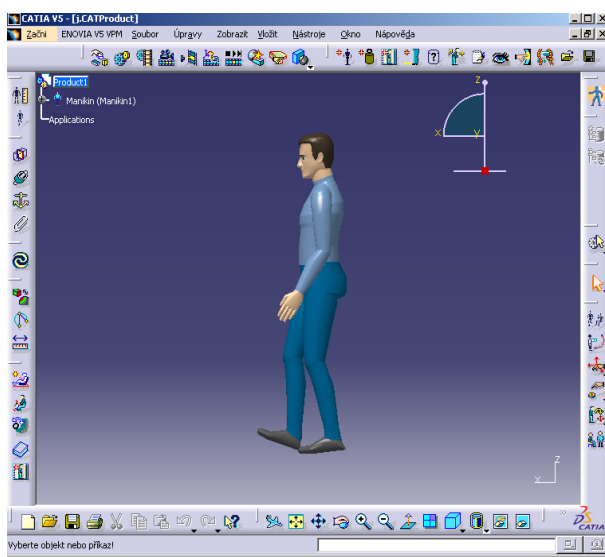 CATIA V5 - [j.CATProduct]
Začni ENOVIA V5 VPM Soubor Úpravy Zobrazit Vložit Nástroje Okno Nápověda
Product1
Manikin (Manikin1)
Applications
z
x y
z
x
CATIA
Vyberte objekt nebo příkaz!